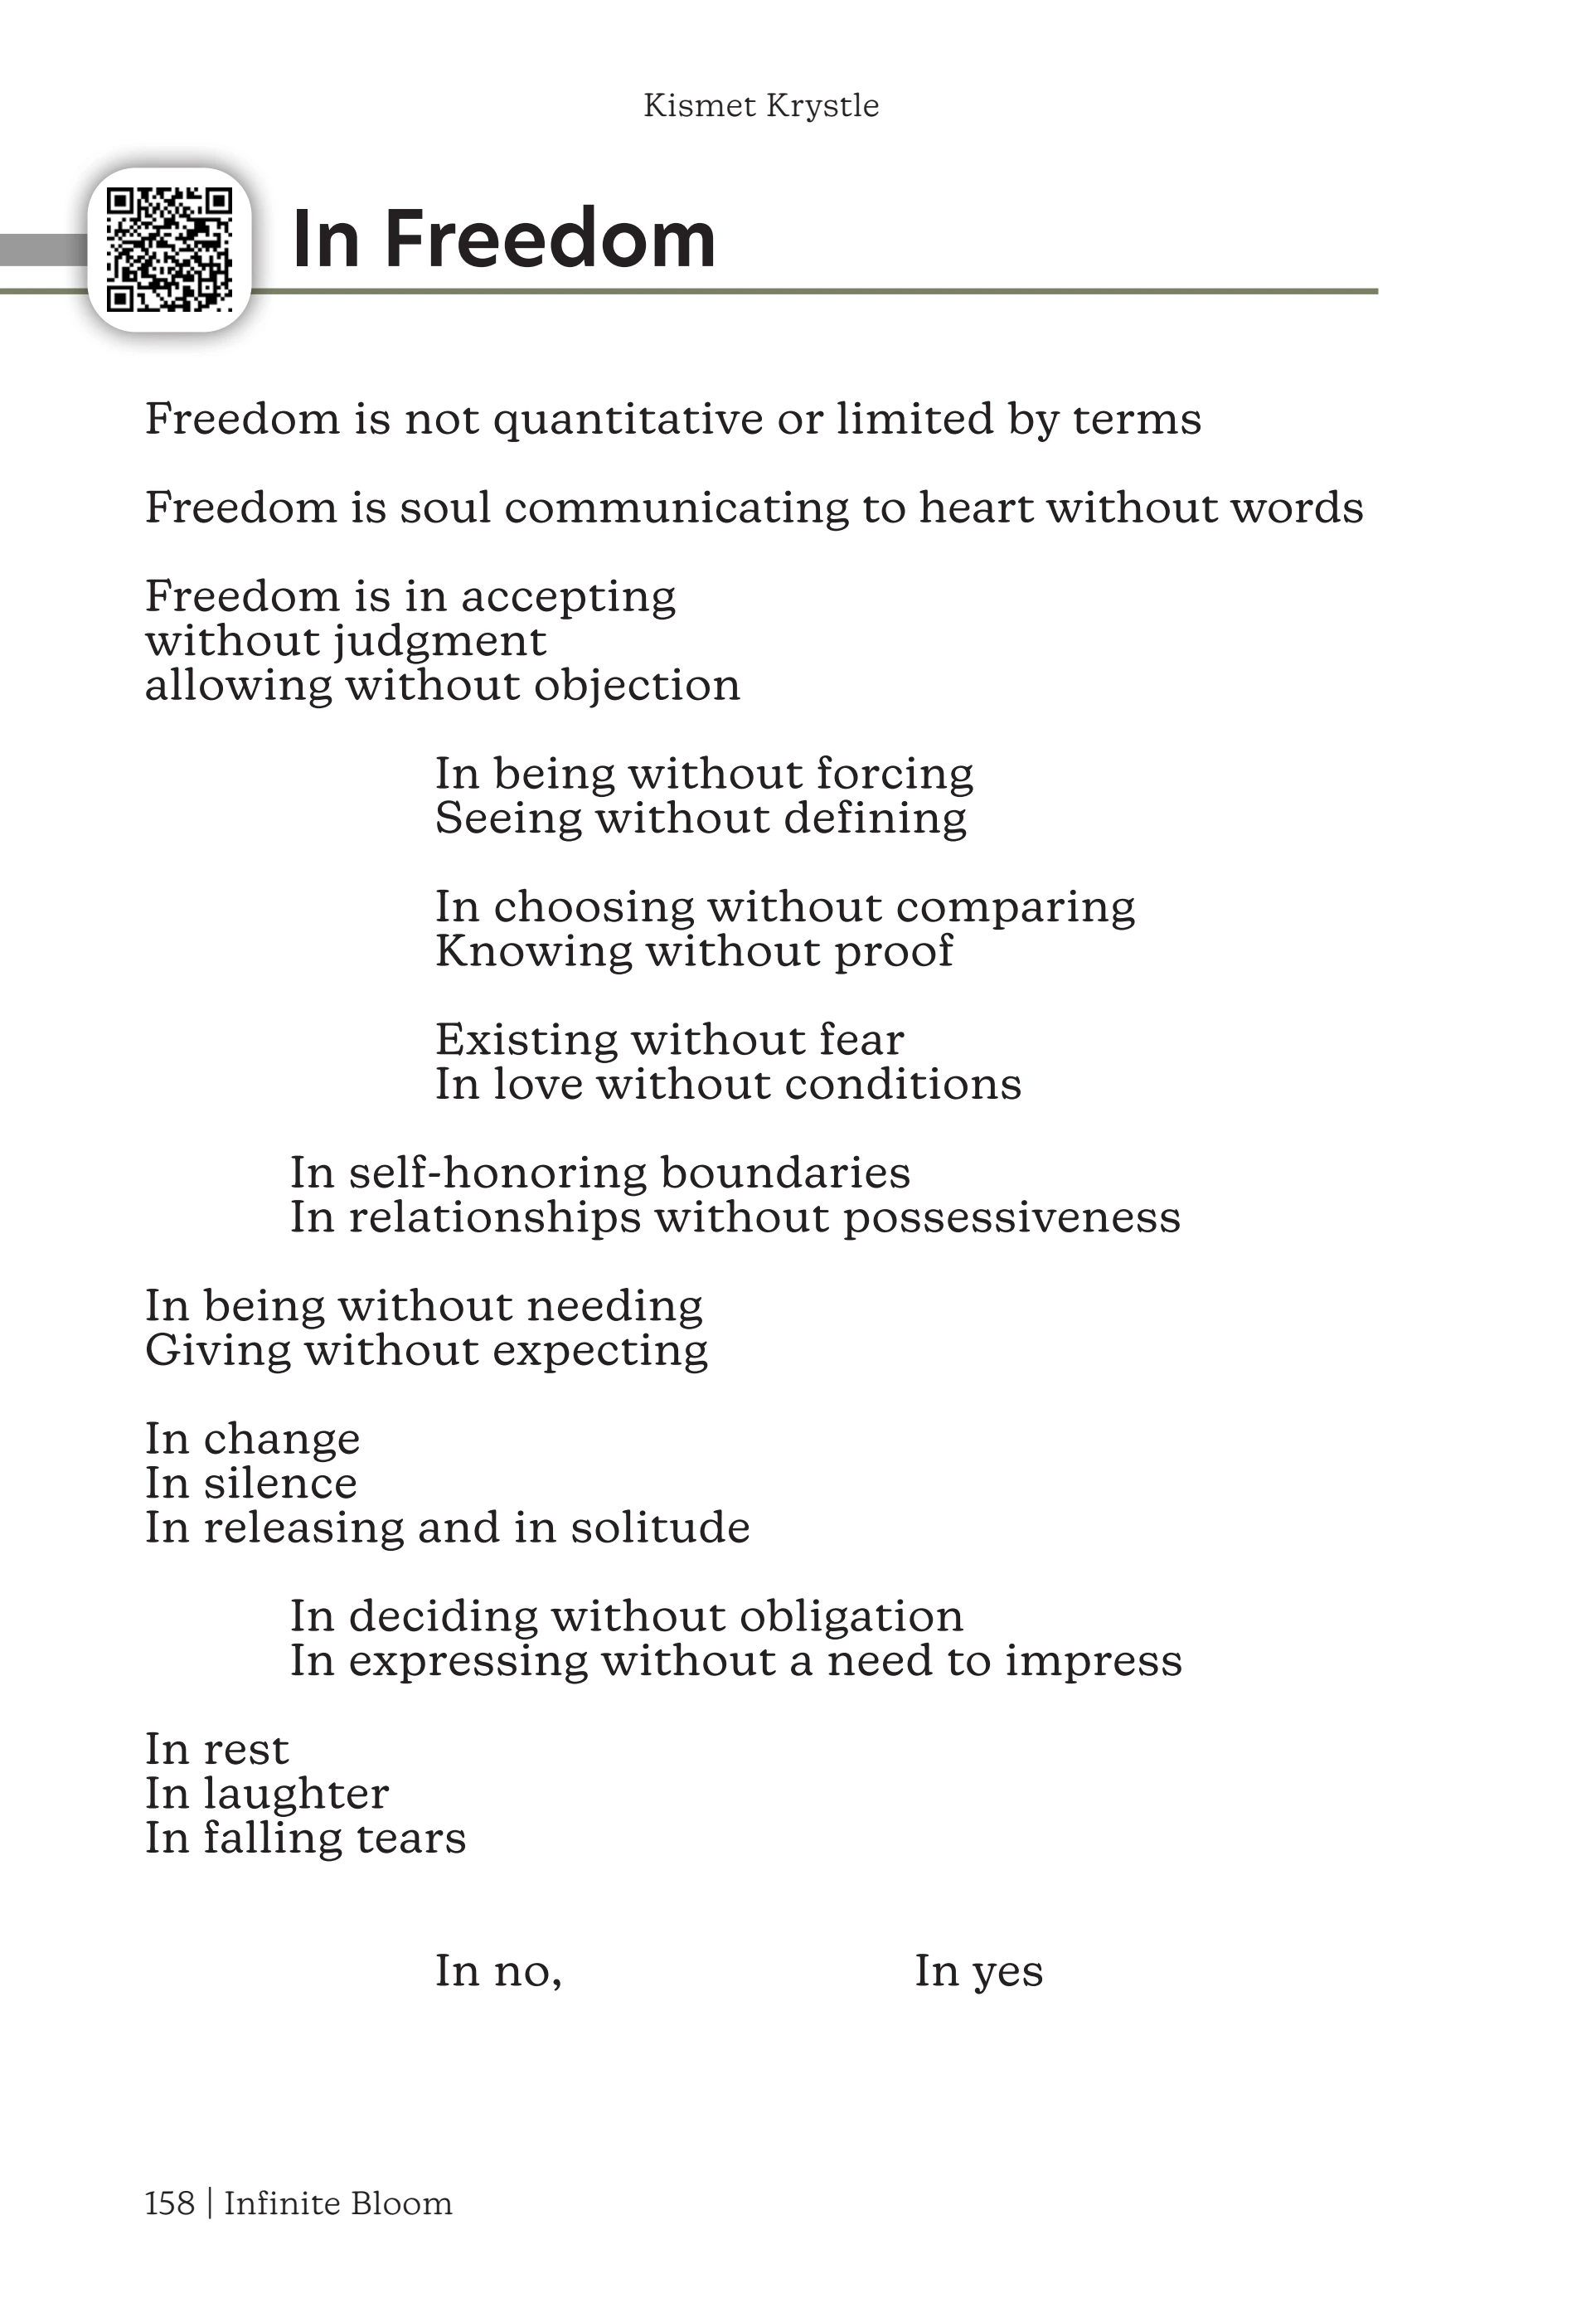 Kismet Krystle
In Freedom
Freedom is not quantitative or limited by terms
Freedom is soul communicating to heart without words
Freedom is in accepting
without judgment
allowing without objection
In being without forcing
Seeing without defining
In choosing without comparing
Knowing without proof
Existing without fear
In love without conditions
In self-honoring boundaries
In relationships without possessiveness
In being without needing
Giving without expecting
In change
In silence
In releasing and in solitude
In deciding without obligation
In expressing without a need to impress
In rest
In laughter
In falling tears
In no, In yes
158 | Infinite Bloom